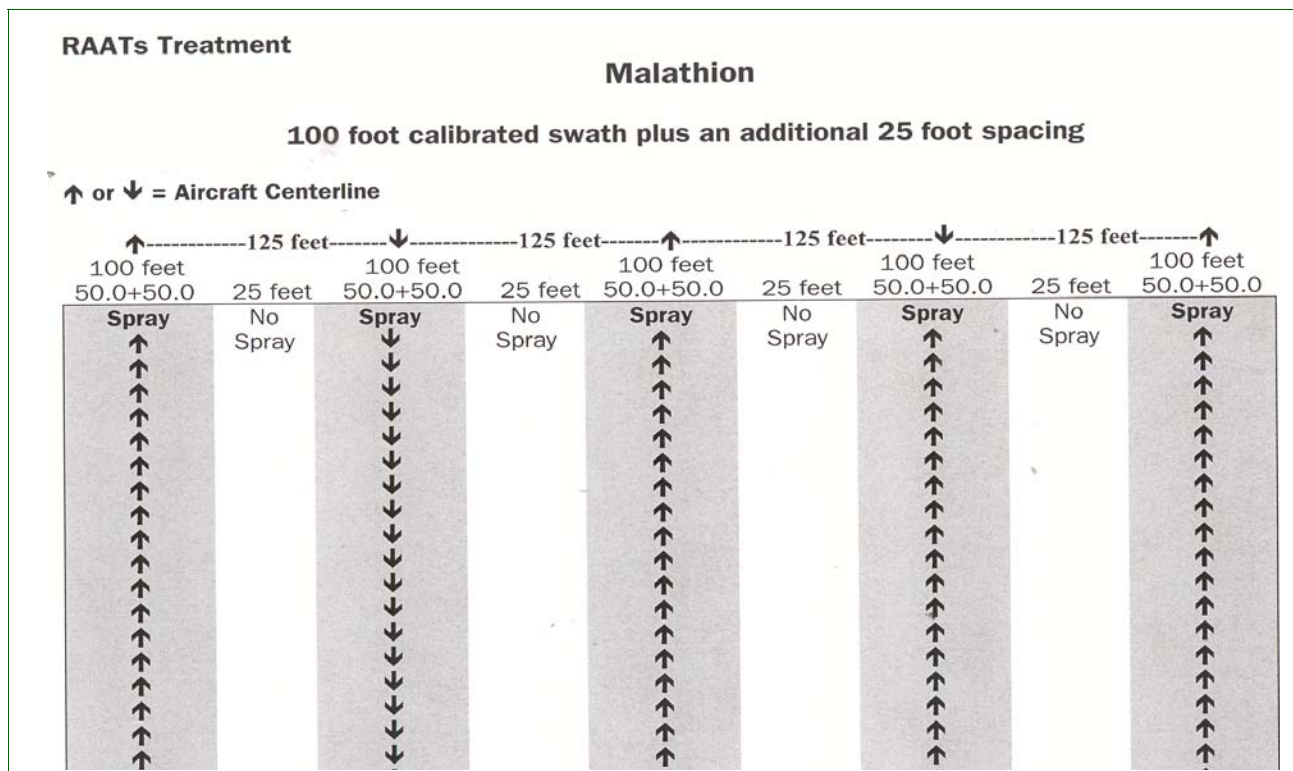 RAATs Treatment
Malathion
100 foot calibrated swath plus an additional 25 foot spacing
↑ or ↓ = Aircraft Centerline
↑------------125 feet-------↓-------------125 feet-------↑------------125 feet--------↓------------125 feet-------↑
100 feet 100 feet 100 feet 100 feet 100 feet
50.0+50.0 25 feet 50.0+50.0 25 feet 50.0+50.0 25 feet 50.0+50.0 25 feet 50.0+50.0
Spray No Spray No Spray No Spray No Spray
Spray Spray Spray Spray